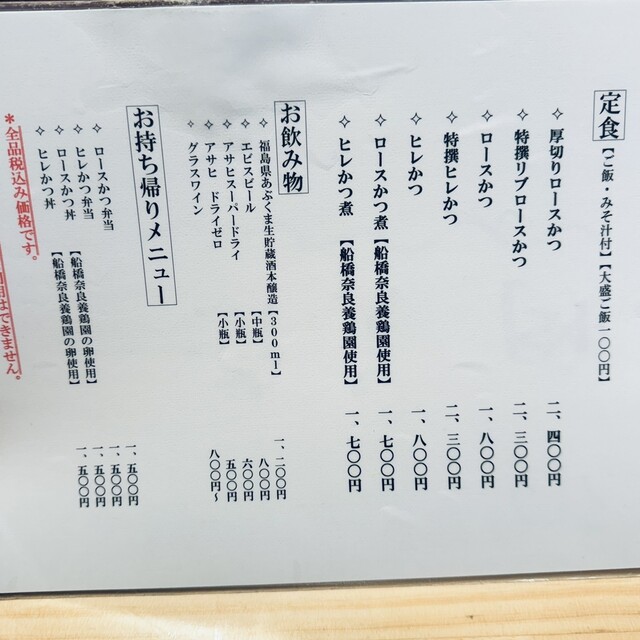 定食【ご飯・みそ汁付】【大盛ご飯一〇〇円】
✧ 厚切りロースかつ 二、四〇〇円
✧ 特撰リブロースかつ 二、三〇〇円
✧ ロースかつ 一、八〇〇円
✧ 特撰ヒレかつ 二、三〇〇円
✧ ヒレかつ 一、八〇〇円
✧ ロースかつ煮【船橋奈良養鶏園使用】 一、七〇〇円
✧ ヒレかつ煮【船橋奈良養鶏園使用】 一、七〇〇円
お飲み物
✧ 福島県あぶくま生貯蔵酒本醸造【300ml】 一、二〇〇円
✧ エビスビール【中瓶】 八〇〇円
✧ アサヒスーパードライ【小瓶】 六〇〇円
✧ アサヒ ドライゼロ【小瓶】 五〇〇円
✧ グラスワイン 八〇〇円～
お持ち帰りメニュー
✧ ロースかつ弁当 一、五〇〇円
✧ ヒレかつ弁当 一、五〇〇円
✧ ロースかつ丼【船橋奈良養鶏園の卵使用】 一、五〇〇円
✧ ヒレかつ丼【船橋奈良養鶏園の卵使用】 一、五〇〇円
＊全品税込み価格です。
はできません。